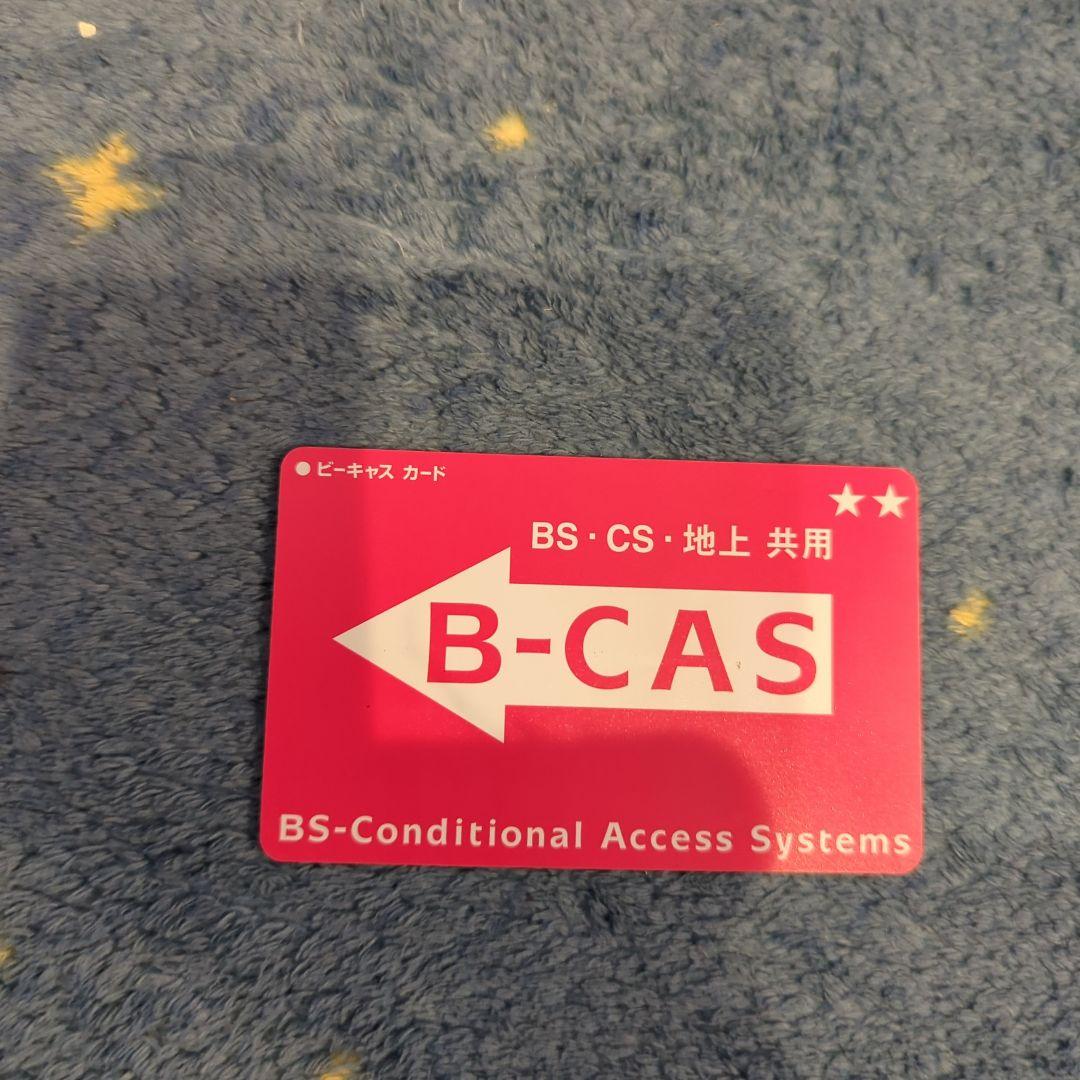 ●ビーキャス カード
★★
BS・CS・地上 共用
B-CAS
BS-Conditional Access Systems